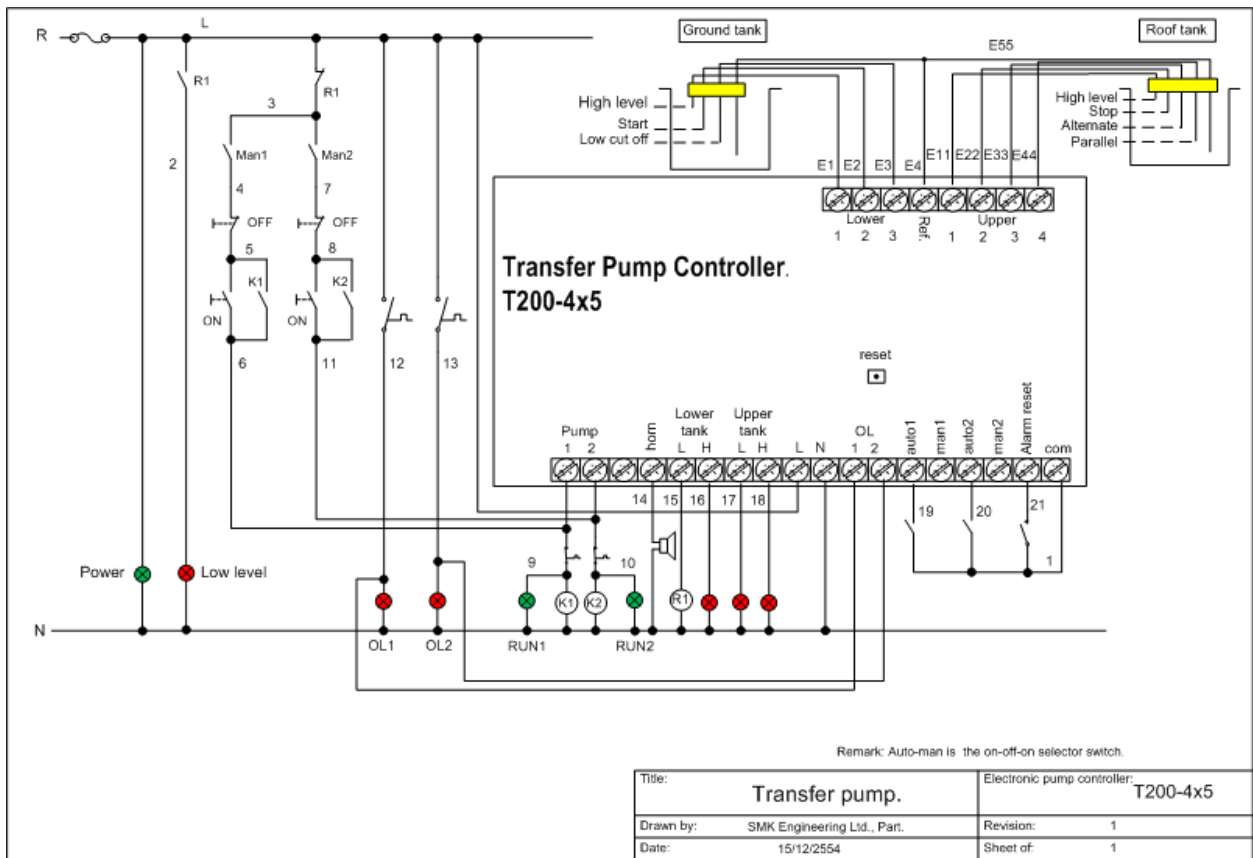 R
L
Ground tank
Roof tank
E55
R1
R1
3
High level
Start
Low cut off
High level
Stop
Alternate
Parallel
2
Man1
Man2
E1
E2
E3
E4
E11
E22
E33
E44
4
7
Lower
Ref.
Upper
1
2
3
1
2
3
4
OFF
OFF
5
8
K1
K2
ON
ON
Transfer Pump Controller.
T200-4x5
6
11
12
13
reset
Pump
1
2
horn
Lower
tank
L
H
Upper
tank
L
H
L
N
OL
1
2
auto1
man1
auto2
man2
Alarm reset
com
14
15
16
17
18
19
20
21
1
Power
Low level
9
10
K1
K2
R1
N
OL1
OL2
RUN1
RUN2
Remark: Auto-man is the on-off-on selector switch.
Title:
Transfer pump.
Electronic pump controller:
T200-4x5
Drawn by:
SMK Engineering Ltd., Part.
Revision:
1
Date:
15/12/2554
Sheet of:
1